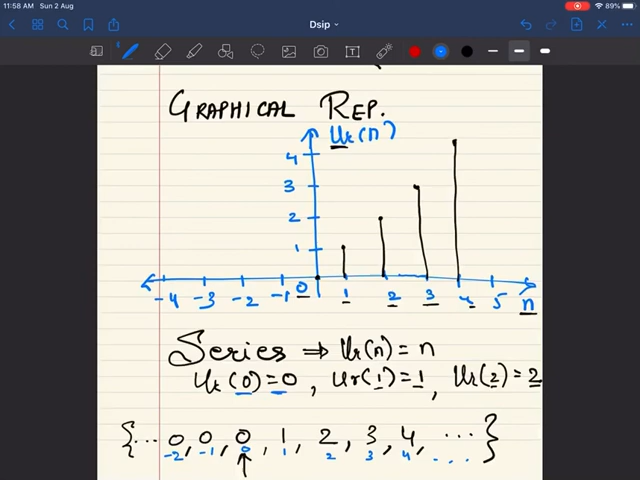 11:58 AM Sun 2 Aug 89%
Dsip
GRAPHICAL REP.
Ur(n)
4
3
2
1
-4 -3 -2 -1 0 1 2 3 4 5 n
Series ⇒ Ur(n) = n
Ur(0) = 0, Ur(1) = 1, Ur(2) = 2
{... 0, 0, 0, 1, 2, 3, 4, ... }
-2 -1 0 1 2 3 4 ...
↑